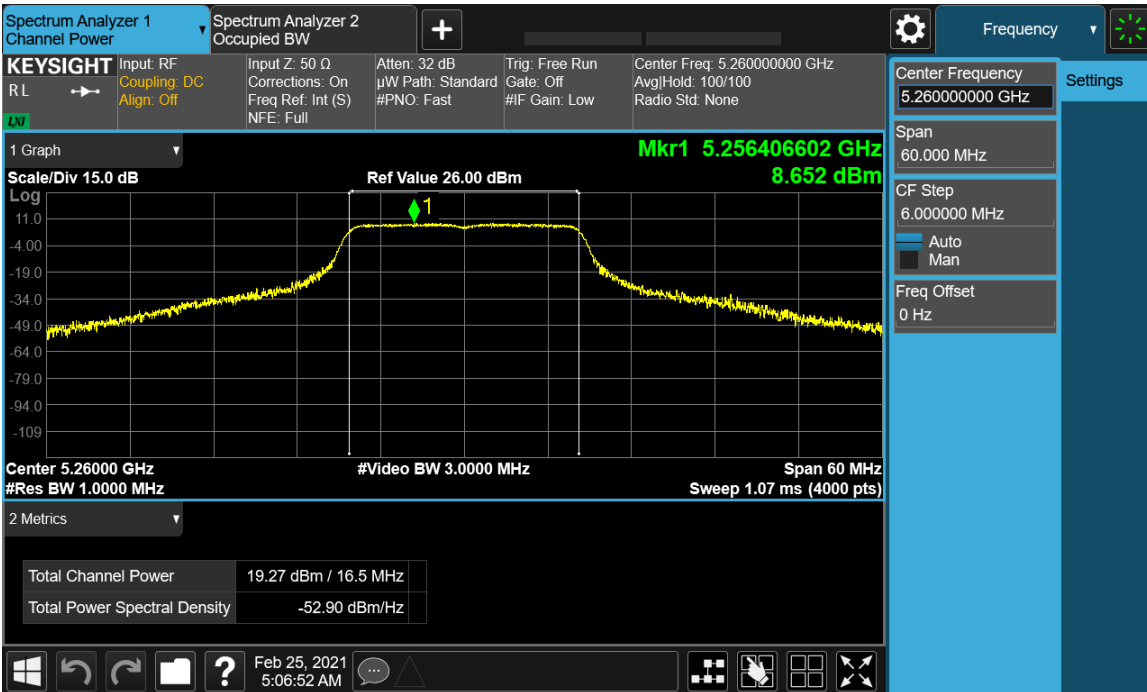 Spectrum Analyzer 1
Channel Power
Spectrum Analyzer 2
Occupied BW
Frequency
KEYSIGHT
RL
LXI
Input: RF
Coupling: DC
Align: Off
Input Z: 50 Ω
Corrections: On
Freq Ref: Int (S)
NFE: Full
Atten: 32 dB
µW Path: Standard
#PNO: Fast
Trig: Free Run
Gate: Off
#IF Gain: Low
Center Freq: 5.260000000 GHz
Avg|Hold: 100/100
Radio Std: None
Center Frequency
5.260000000 GHz
Settings
Span
60.000 MHz
CF Step
6.000000 MHz
Auto
Man
Freq Offset
0 Hz
1 Graph
Mkr1 5.256406602 GHz
8.652 dBm
Scale/Div 15.0 dB
Ref Value 26.00 dBm
Log
1
11.0
-4.00
-19.0
-34.0
-49.0
-64.0
-79.0
-94.0
-109
Center 5.26000 GHz
#Video BW 3.0000 MHz
Span 60 MHz
#Res BW 1.0000 MHz
Sweep 1.07 ms (4000 pts)
2 Metrics
Total Channel Power 19.27 dBm / 16.5 MHz
Total Power Spectral Density -52.90 dBm/Hz
?
Feb 25, 2021
5:06:52 AM